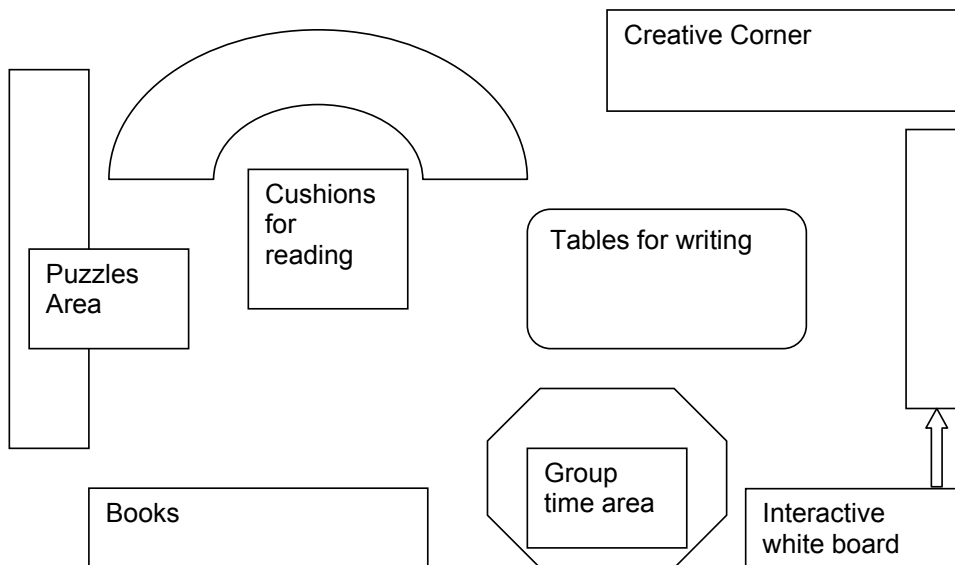 Creative Corner
Cushions
for
reading
Tables for writing
Puzzles
Area
Group
time area
Books
Interactive
white board